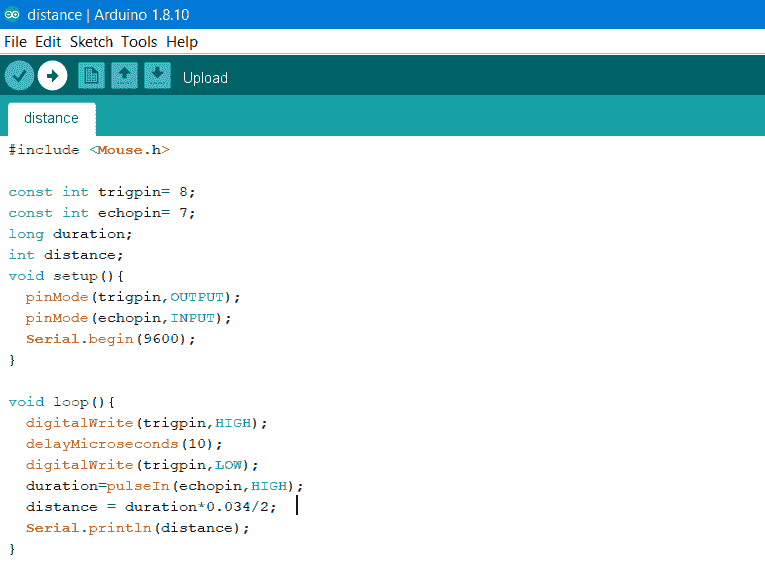 distance | Arduino 1.8.10
File Edit Sketch Tools Help
Upload
distance
#include <Mouse.h>

const int trigpin= 8;
const int echopin= 7;
long duration;
int distance;
void setup(){
  pinMode(trigpin,OUTPUT);
  pinMode(echopin,INPUT);
  Serial.begin(9600);
}

void loop(){
  digitalWrite(trigpin,HIGH);
  delayMicroseconds(10);
  digitalWrite(trigpin,LOW);
  duration=pulseIn(echopin,HIGH);
  distance = duration*0.034/2;
  Serial.println(distance);
}